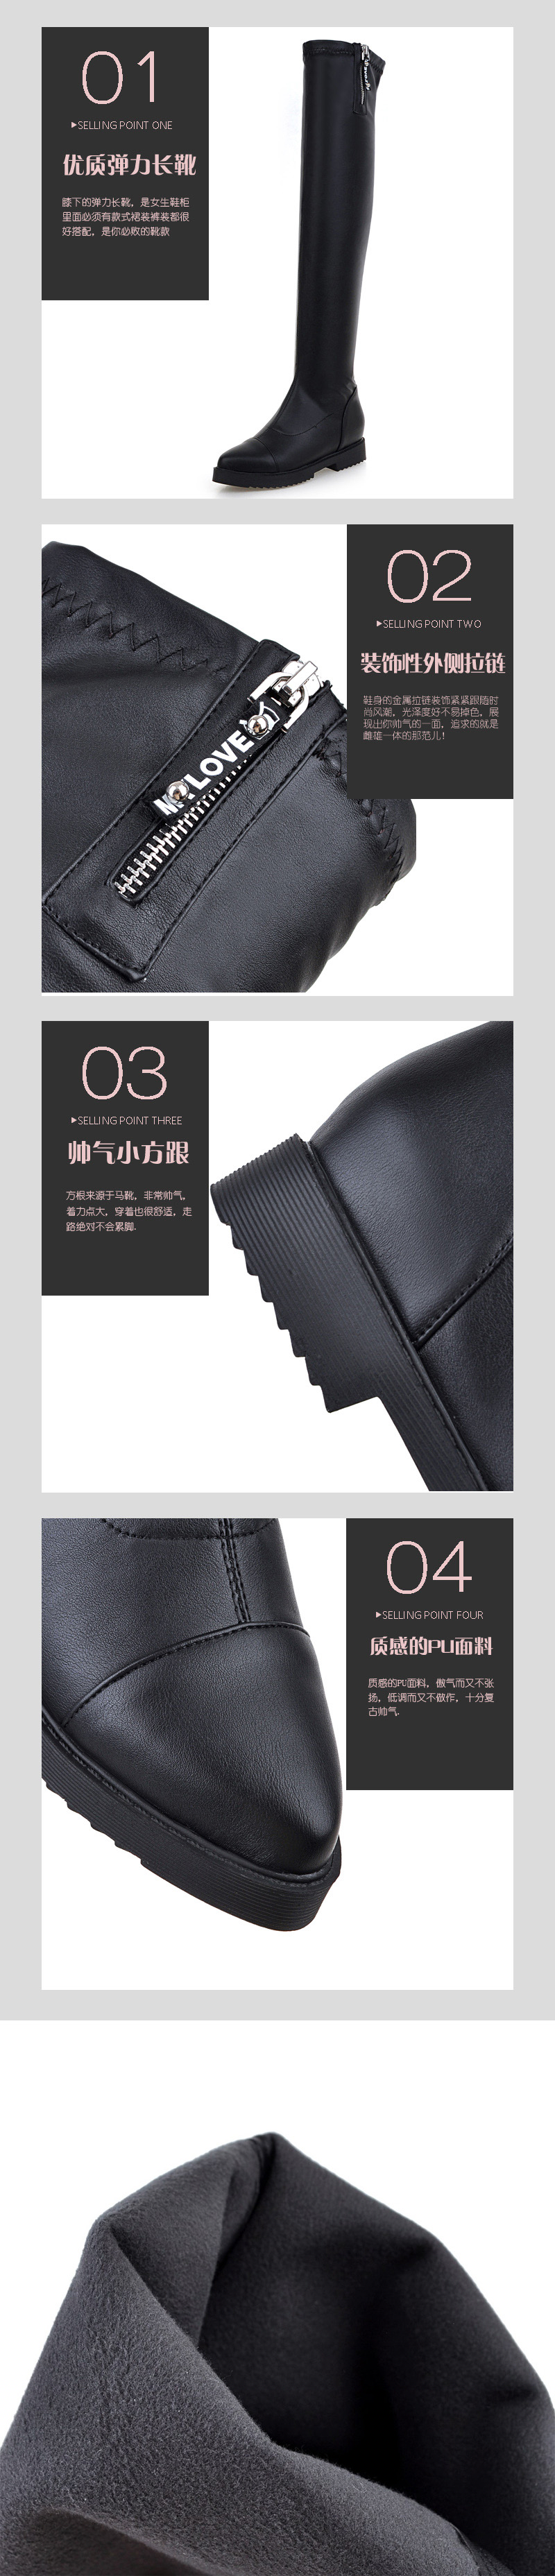 01
▶SELLING POINT ONE
优质弹力长靴
膝下的弹力长靴，是女生鞋柜
里面必须有款式裙装裤装都很
好搭配，是你必败的靴款
02
▶SELLING POINT TWO
装饰性外侧拉链
鞋身的金属拉链装饰紧紧跟随时
尚风潮，光泽度好不易掉色，展
现出你帅气的一面，追求的就是
雌雄一体的那范儿！
LOVE
03
▶SELLING POINT THREE
帅气小方跟
方根来源于马靴，非常帅气，
着力点大，穿着也很舒适，走
路绝对不会累脚.
04
▶SELLING POINT FOUR
质感的PU面料
质感的PU面料，傲气而又不张
扬，低调而又不做作，十分复
古帅气.